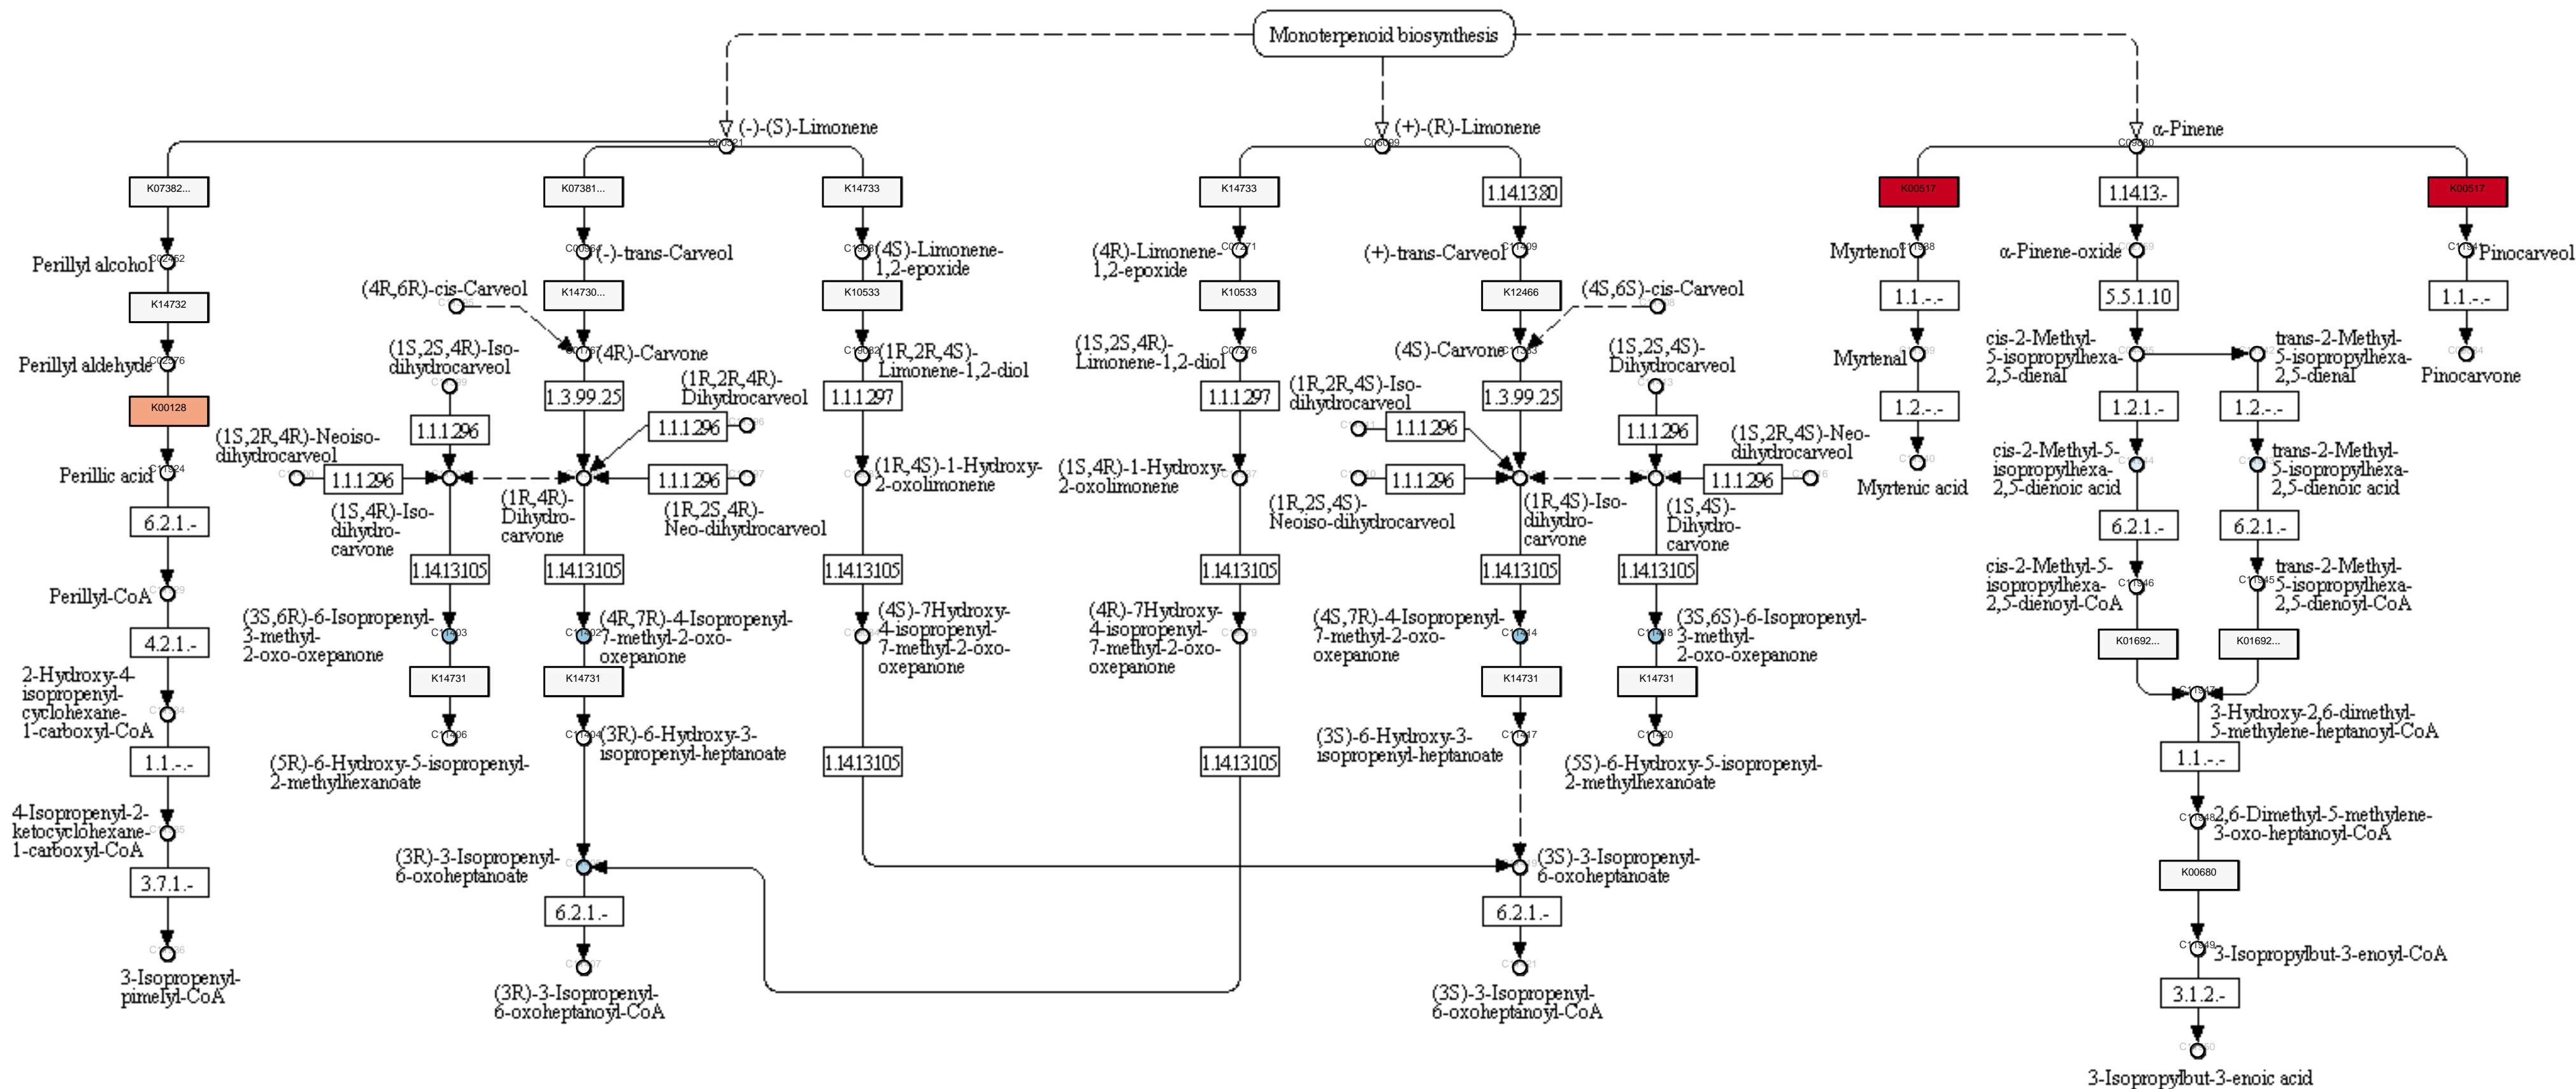 Monoterpenoid biosynthesis
(-)-(S)-Limonene
(+)-(R)-Limonene
α-Pinene
K07382...
K07381...
K14733
K14733
1.14.13.80
K00517
1.14.13.-
K00517
Perillyl alcohol
C02452
(-)-trans-Carveol
(4S)-Limonene-
1,2-epoxide
(4R)-Limonene-
1,2-epoxide
C07271
(+)-trans-Carveol
C11409
Myrtenol
C11938
α-Pinene-oxide
Pinocarveol
K14732
(4R,6R)-cis-Carveol
K14730...
K10533
K10533
K12466
(4S,6S)-cis-Carveol
1.1.-.-
5.5.1.10
1.1.-.-
Perillyl aldehyde
C02576
(1S,2S,4R)-Iso-
dihydrocarveol
(4R)-Carvone
(1R,2R,4S)-
Limonene-1,2-diol
(1S,2S,4R)-
Limonene-1,2-diol
C07276
(4S)-Carvone
(1S,2S,4S)-
Dihydrocarveol
Myrtenal
cis-2-Methyl-
5-isopropylhexa-
2,5-dienal
trans-2-Methyl-
5-isopropylhexa-
2,5-dienal
Pinocarvone
K00128
1.3.99.25
(1R,2R,4R)-
Dihydrocarveol
1.1.1.297
1.1.1.297
(1R,2R,4S)-Iso-
dihydrocarveol
1.3.99.25
1.2.-.-
1.2.1.-
1.2.-.-
(1S,2R,4R)-Neoiso-
dihydrocarveol
1.1.1.296
1.1.1.296
1.1.1.296
1.1.1.296
(1S,2R,4S)-Neo-
dihydrocarveol
Perillic acid
C11924
1.1.1.296
1.1.1.296
(1R,4S)-1-Hydroxy-
2-oxolimonene
(1S,4R)-1-Hydroxy-
2-oxolimonene
1.1.1.296
1.1.1.296
Myrtenic acid
cis-2-Methyl-5-
isopropylhexa-
2,5-dienoic acid
trans-2-Methyl-
5-isopropylhexa-
2,5-dienoic acid
6.2.1.-
(1S,4R)-Iso-
dihydro-
carvone
(1R,4R)-
Dihydro-
carvone
(1R,2S,4R)-
Neo-dihydrocarveol
(1R,2S,4S)-
Neoiso-dihydrocarveol
(1R,4S)-Iso-
dihydro-
carvone
(1S,4S)-
Dihydro-
carvone
6.2.1.-
6.2.1.-
1.14.13.105
1.14.13.105
1.14.13.105
1.14.13.105
1.14.13.105
1.14.13.105
Perillyl-CoA
cis-2-Methyl-5-
isopropylhexa-
2,5-dienoyl-CoA
C11946
C11945
trans-2-Methyl-
5-isopropylhexa-
2,5-dienoyl-CoA
4.2.1.-
(3S,6R)-6-Isopropenyl-
3-methyl-
2-oxo-oxepanone
C11403
C11402
(4R,7R)-4-Isopropenyl-
7-methyl-2-oxo-
oxepanone
(4S)-7Hydroxy-
4-isopropenyl-
7-methyl-2-oxo-
oxepanone
(4R)-7Hydroxy-
4-isopropenyl-
7-methyl-2-oxo-
oxepanone
(4S,7R)-4-Isopropenyl-
7-methyl-2-oxo-
oxepanone
C11414
C11418
(3S,6S)-6-Isopropenyl-
3-methyl-
2-oxo-oxepanone
K01692...
K01692...
2-Hydroxy-4-
isopropenyl-
cyclohexane-
1-carboxyl-CoA
K14731
K14731
K14731
K14731
C11947
3-Hydroxy-2,6-dimethyl-
5-methylene-heptanoyl-CoA
C11406
C11404
C11417
C11420
(5R)-6-Hydroxy-5-isopropenyl-
2-methylhexanoate
(3R)-6-Hydroxy-3-
isopropenyl-heptanoate
(3S)-6-Hydroxy-3-
isopropenyl-heptanoate
(5S)-6-Hydroxy-5-isopropenyl-
2-methylhexanoate
1.1.-.-
1.14.13.105
1.14.13.105
1.1.-.-
4-Isopropenyl-2-
ketocyclohexane-
1-carboxyl-CoA
C11948
2,6-Dimethyl-5-methylene-
3-oxo-heptanoyl-CoA
(3R)-3-Isopropenyl-
6-oxoheptanoate
(3S)-3-Isopropenyl-
6-oxoheptanoate
3.7.1.-
6.2.1.-
6.2.1.-
K00680
C11949
3-Isopropylbut-3-enoyl-CoA
3-Isopropenyl-
pimelyl-CoA
(3R)-3-Isopropenyl-
6-oxoheptanoyl-CoA
(3S)-3-Isopropenyl-
6-oxoheptanoyl-CoA
3.1.2.-
3-Isopropylbut-3-enoic acid